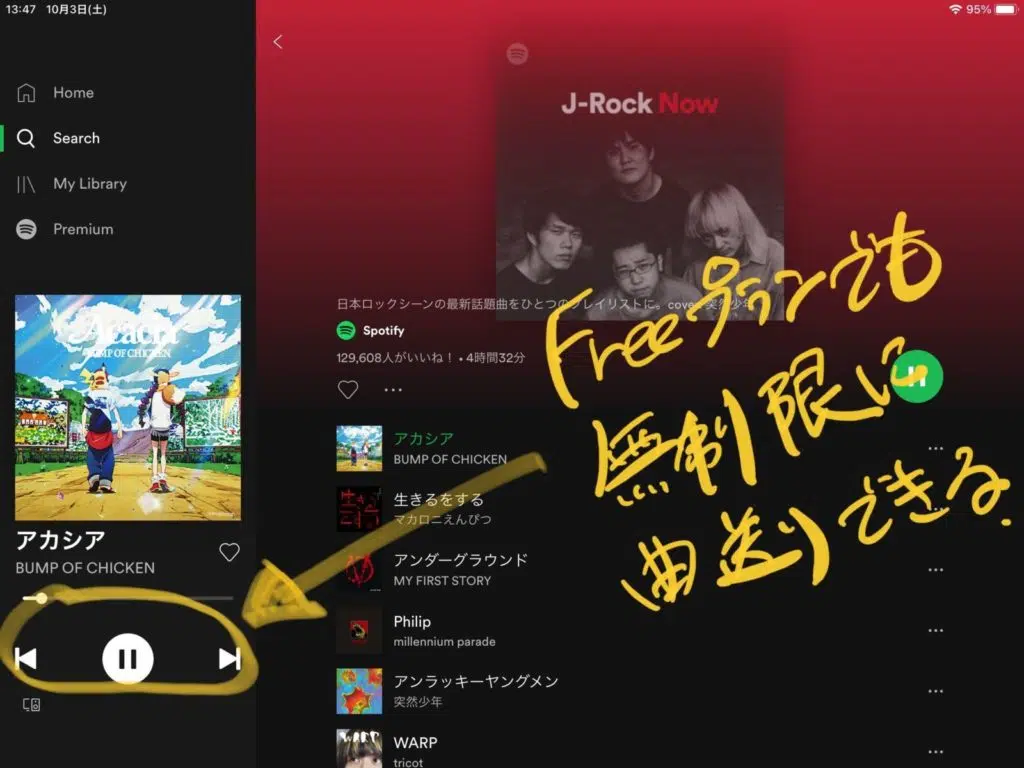 13:47 10月3日(土)
95%
Home
Search
My Library
Premium
Acacia
BUMP OF CHICKEN
アカシア
BUMP OF CHICKEN
J-Rock Now
日本ロックシーンの最新話題曲をひとつのプレイリストに。cover 突然少年
Spotify
129,608人がいいね！・4時間32分
アカシア
BUMP OF CHICKEN
生きるをする
マカロニえんぴつ
アンダーグラウンド
MY FIRST STORY
Philip
millennium parade
アンラッキーヤングメン
突然少年
WARP
tricot
Freeプランでも
無制限に
曲送りできる.